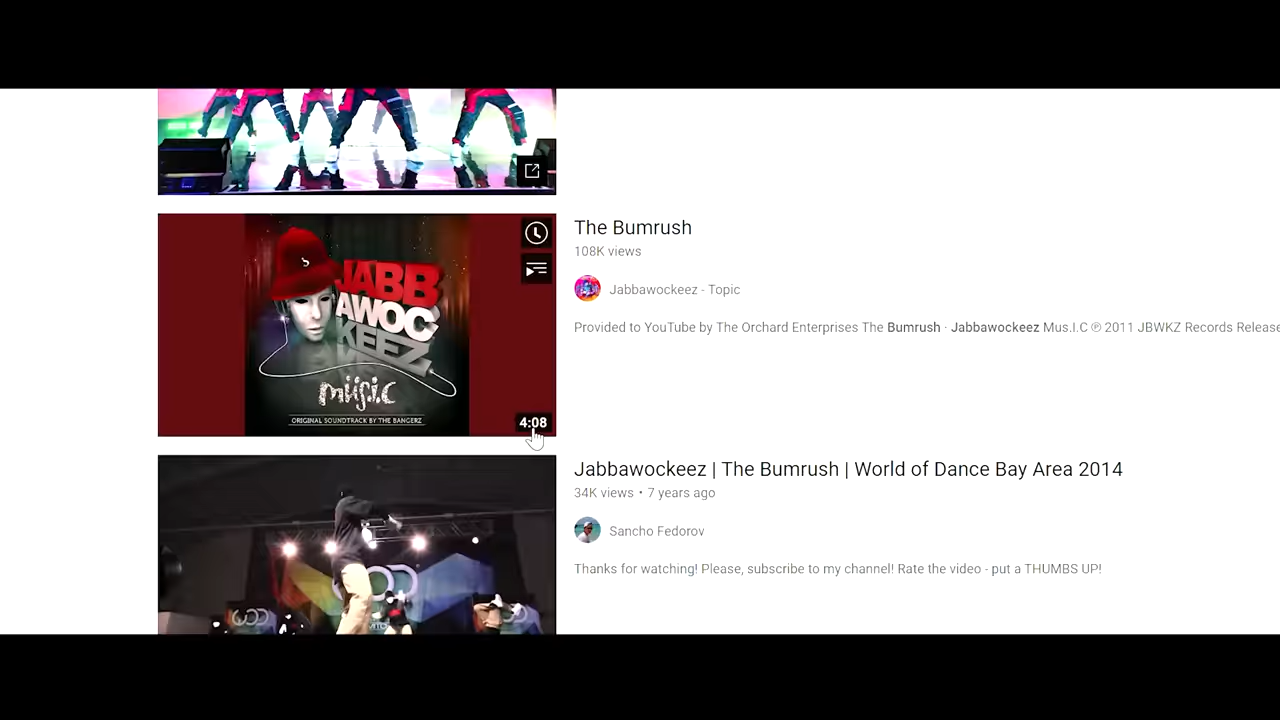 The Bumrush
108K views
Jabbawockeez - Topic
Provided to YouTube by The Orchard Enterprises The Bumrush · Jabbawockeez Mus.I.C ℗ 2011 JBWKZ Records Release
JABB
AWOC
KEEZ
mus.i.c
ORIGINAL SOUNDTRACK BY THE BANGERZ
4:08
Jabbawockeez | The Bumrush | World of Dance Bay Area 2014
34K views • 7 years ago
Sancho Fedorov
Thanks for watching! Please, subscribe to my channel! Rate the video - put a THUMBS UP!